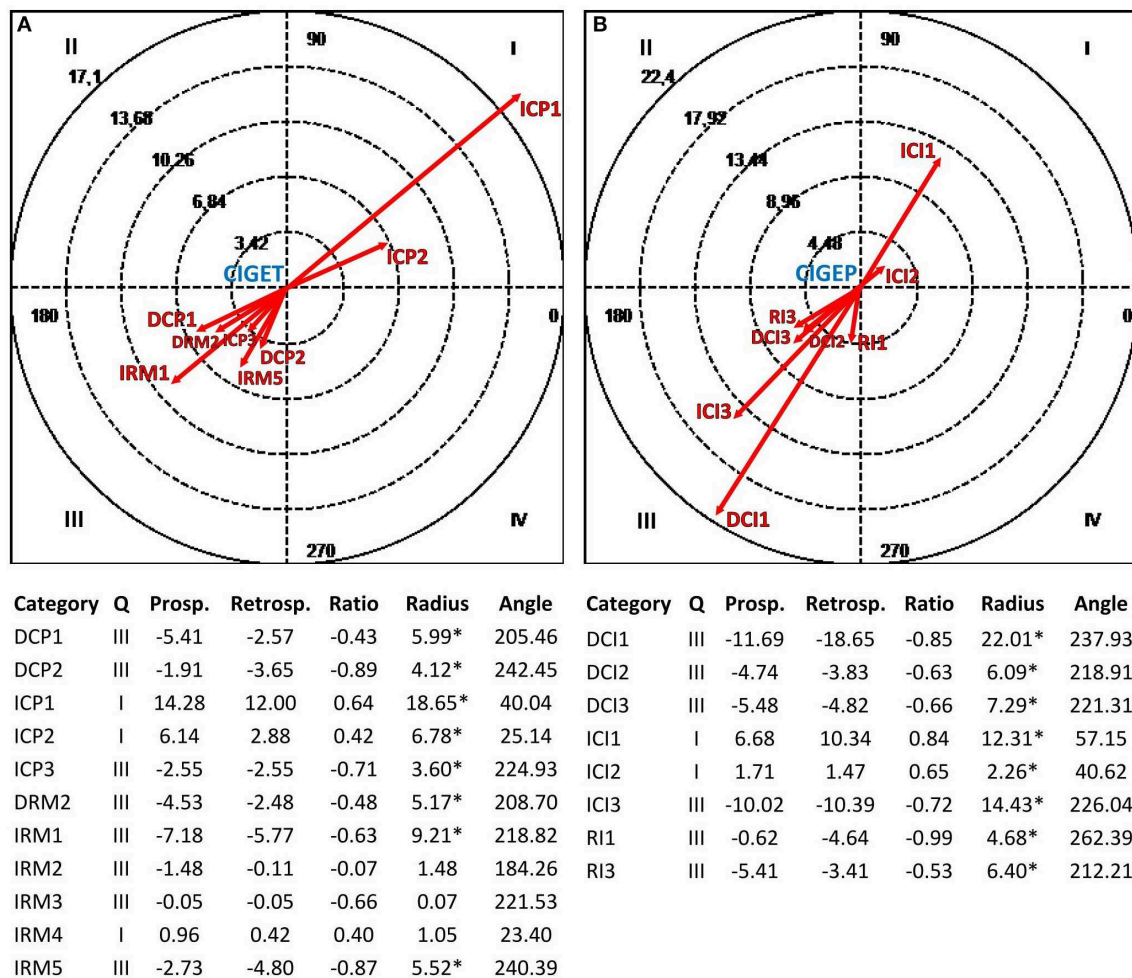 A
II
90
I
17,1
13,68
10,26
6,84
3,42
CIGET
ICP1
ICP2
180
0
DCP1
DRM2
ICP3
DCP2
IRM1
IRM5
III
270
IV
Category Q Prosp. Retrosp. Ratio Radius Angle
DCP1 III -5.41 -2.57 -0.43 5.99* 205.46
DCP2 III -1.91 -3.65 -0.89 4.12* 242.45
ICP1 I 14.28 12.00 0.64 18.65* 40.04
ICP2 I 6.14 2.88 0.42 6.78* 25.14
ICP3 III -2.55 -2.55 -0.71 3.60* 224.93
DRM2 III -4.53 -2.48 -0.48 5.17* 208.70
IRM1 III -7.18 -5.77 -0.63 9.21* 218.82
IRM2 III -1.48 -0.11 -0.07 1.48 184.26
IRM3 III -0.05 -0.05 -0.66 0.07 221.53
IRM4 I 0.96 0.42 0.40 1.05 23.40
IRM5 III -2.73 -4.80 -0.87 5.52* 240.39
B
II
90
I
22,4
17,92
13,44
8,96
4,48
CIGEP
ICI1
ICI2
180
0
RI3
DCI3
DCI2
RI1
ICI3
DCI1
III
270
IV
Category Q Prosp. Retrosp. Ratio Radius Angle
DCI1 III -11.69 -18.65 -0.85 22.01* 237.93
DCI2 III -4.74 -3.83 -0.63 6.09* 218.91
DCI3 III -5.48 -4.82 -0.66 7.29* 221.31
ICI1 I 6.68 10.34 0.84 12.31* 57.15
ICI2 I 1.71 1.47 0.65 2.26* 40.62
ICI3 III -10.02 -10.39 -0.72 14.43* 226.04
RI1 III -0.62 -4.64 -0.99 4.68* 262.39
RI3 III -5.41 -3.41 -0.53 6.40* 212.21